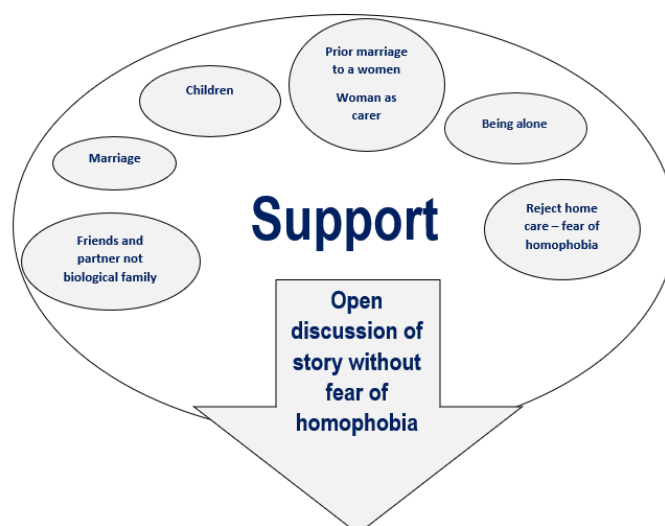 Prior marriage
to a women
Woman as
carer
Children
Being alone
Marriage
Support
Reject home
care – fear of
homophobia
Friends and
partner not
biological family
Open
discussion of
story without
fear of
homophobia